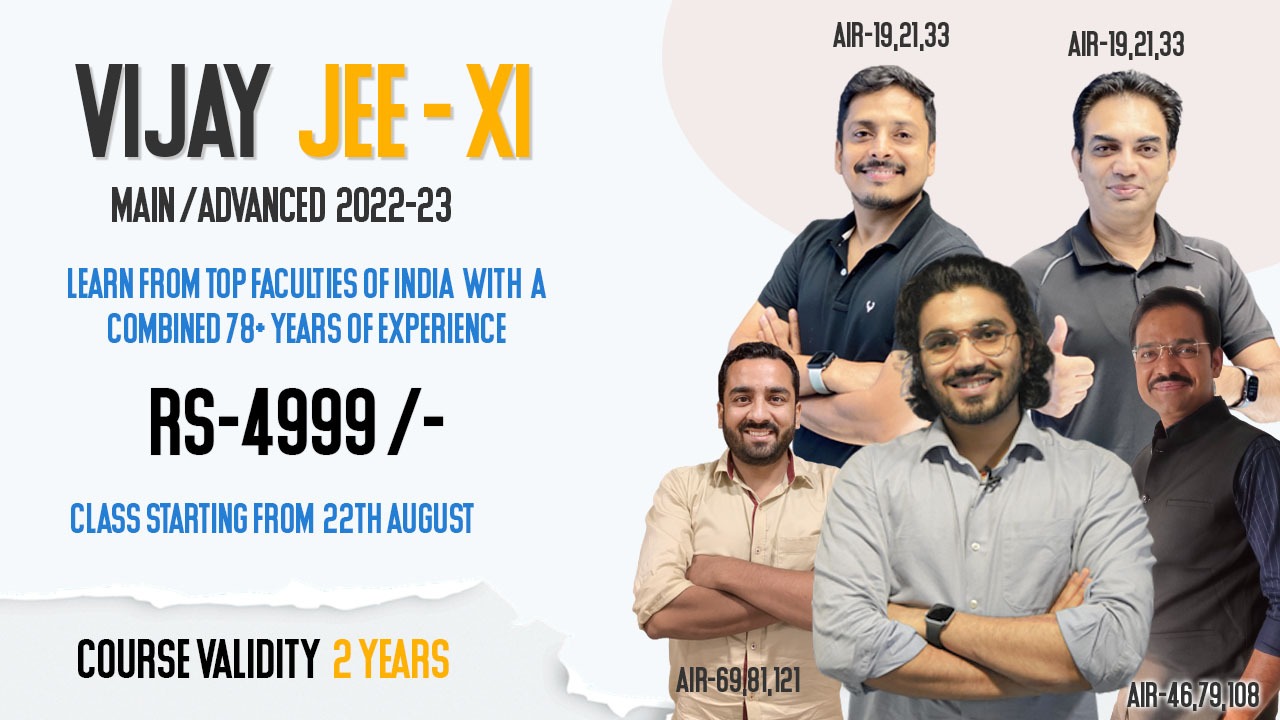 VIJAY JEE - XI
MAIN /ADVANCED 2022-23
LEARN FROM TOP FACULTIES OF INDIA WITH A
COMBINED 78+ YEARS OF EXPERIENCE
RS-4999 /-
CLASS STARTING FROM 22TH AUGUST
COURSE VALIDITY 2 YEARS
AIR-19,21,33
AIR-19,21,33
AIR-69,81,121
AIR-46,79,108